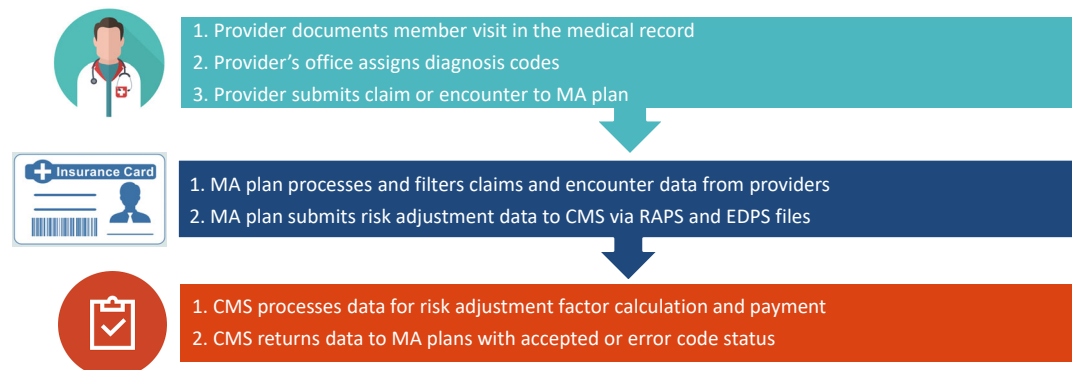 1. Provider documents member visit in the medical record
2. Provider's office assigns diagnosis codes
3. Provider submits claim or encounter to MA plan
Insurance Card
1. MA plan processes and filters claims and encounter data from providers
2. MA plan submits risk adjustment data to CMS via RAPS and EDPS files
1. CMS processes data for risk adjustment factor calculation and payment
2. CMS returns data to MA plans with accepted or error code status